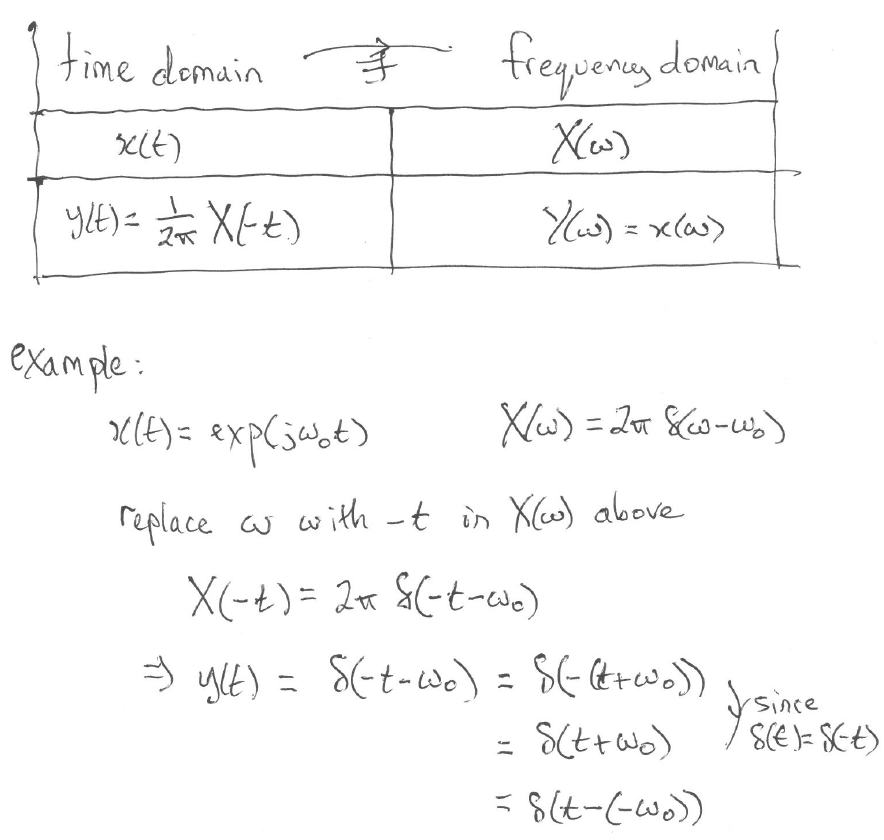 time domain → ℱ frequency domain
x(t) X(ω)
y(t) = 1/2π X(-t) Y(ω) = x(ω)
example:
x(t) = exp(jω₀t) X(ω) = 2π δ(ω-ω₀)
replace ω with -t in X(ω) above
X(-t) = 2π δ(-t-ω₀)
⇒ y(t) = δ(-t-ω₀) = δ(-(t+ω₀))
= δ(t+ω₀) since δ(t)=δ(-t)
= δ(t-(-ω₀))